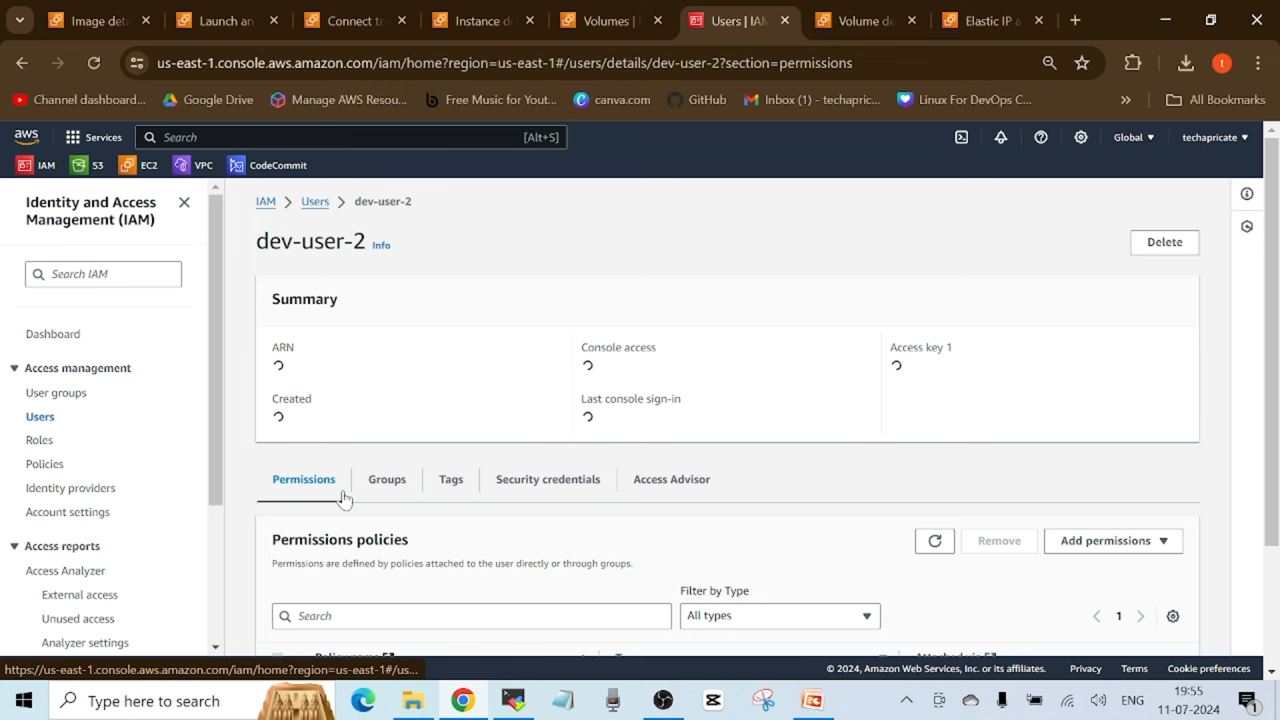 Image det
Launch an
Connect to
Instance d
Volumes |
Users | IAM
Volume de
Elastic IP a
us-east-1.console.aws.amazon.com/iam/home?region=us-east-1#/users/details/dev-user-2?section=permissions
t
Channel dashboard...
Google Drive
Manage AWS Resou...
Free Music for Yout...
canva.com
GitHub
Inbox (1) - techapric...
Linux For DevOps C...
All Bookmarks
aws
Services
Search
[Alt+S]
Global
techapricate
IAM
S3
EC2
VPC
CodeCommit
Identity and Access
Management (IAM)
Search IAM
Dashboard
Access management
User groups
Users
Roles
Policies
Identity providers
Account settings
Access reports
Access Analyzer
External access
Unused access
Analyzer settings
IAM
Users
dev-user-2
dev-user-2 Info
Delete
Summary
ARN
Console access
Access key 1
Created
Last console sign-in
Permissions
Groups
Tags
Security credentials
Access Advisor
Permissions policies
Remove
Add permissions
Permissions are defined by policies attached to the user directly or through groups.
Filter by Type
Search
All types
1
https://us-east-1.console.aws.amazon.com/iam/home?region=us-east-1#/us...
© 2024, Amazon Web Services, Inc. or its affiliates.
Privacy
Terms
Cookie preferences
Type here to search
ENG
19:55
11-07-2024
1